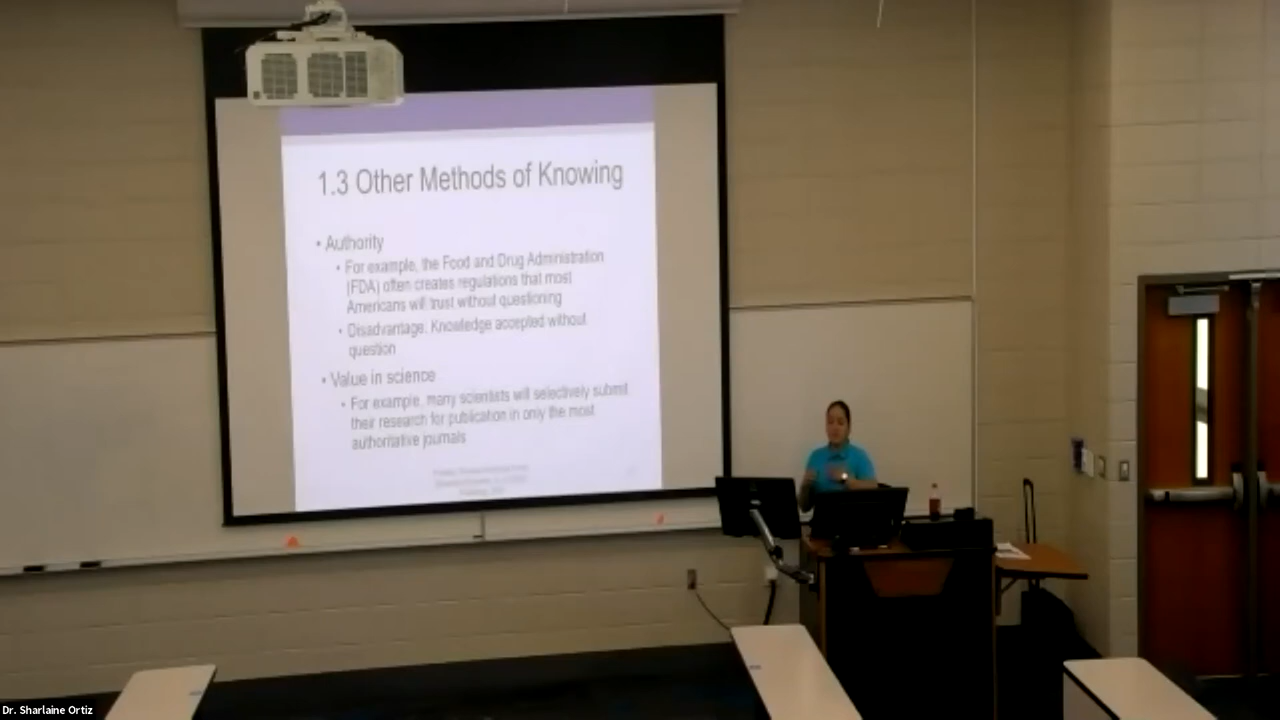 1.3 Other Methods of Knowing
• Authority
• For example, the Food and Drug Administration
(FDA) often creates regulations that most
Americans will trust without questioning
• Disadvantage: Knowledge accepted without
question
• Value in science
• For example, many scientists will selectively submit
their research for publication in only the most
authoritative journals
Dr. Sharlaine Ortiz